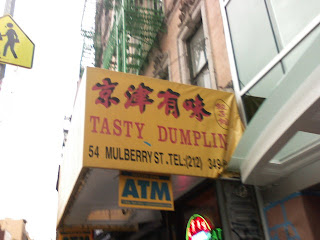 京津有味
TASTY DUMPLIN
54 MULBERRY ST.,TEL:(212) 349
ATM